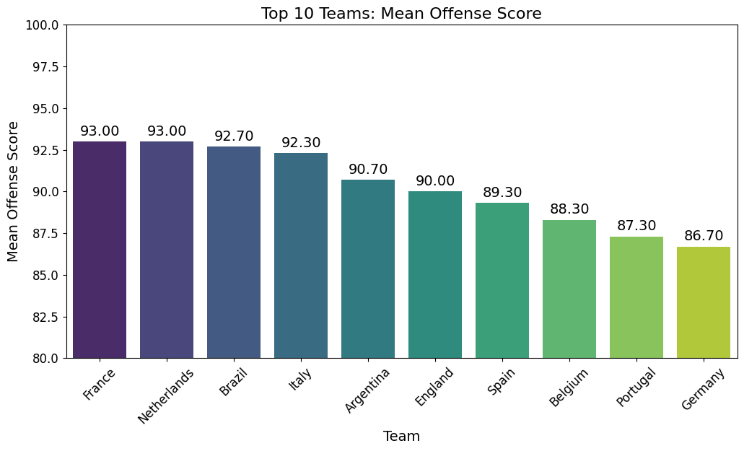 Top 10 Teams: Mean Offense Score
Mean Offense Score
100.0
97.5
95.0
92.5
90.0
87.5
85.0
82.5
80.0
93.00
93.00
92.70
92.30
90.70
90.00
89.30
88.30
87.30
86.70
France
Netherlands
Brazil
Italy
Argentina
England
Spain
Belgium
Portugal
Germany
Team